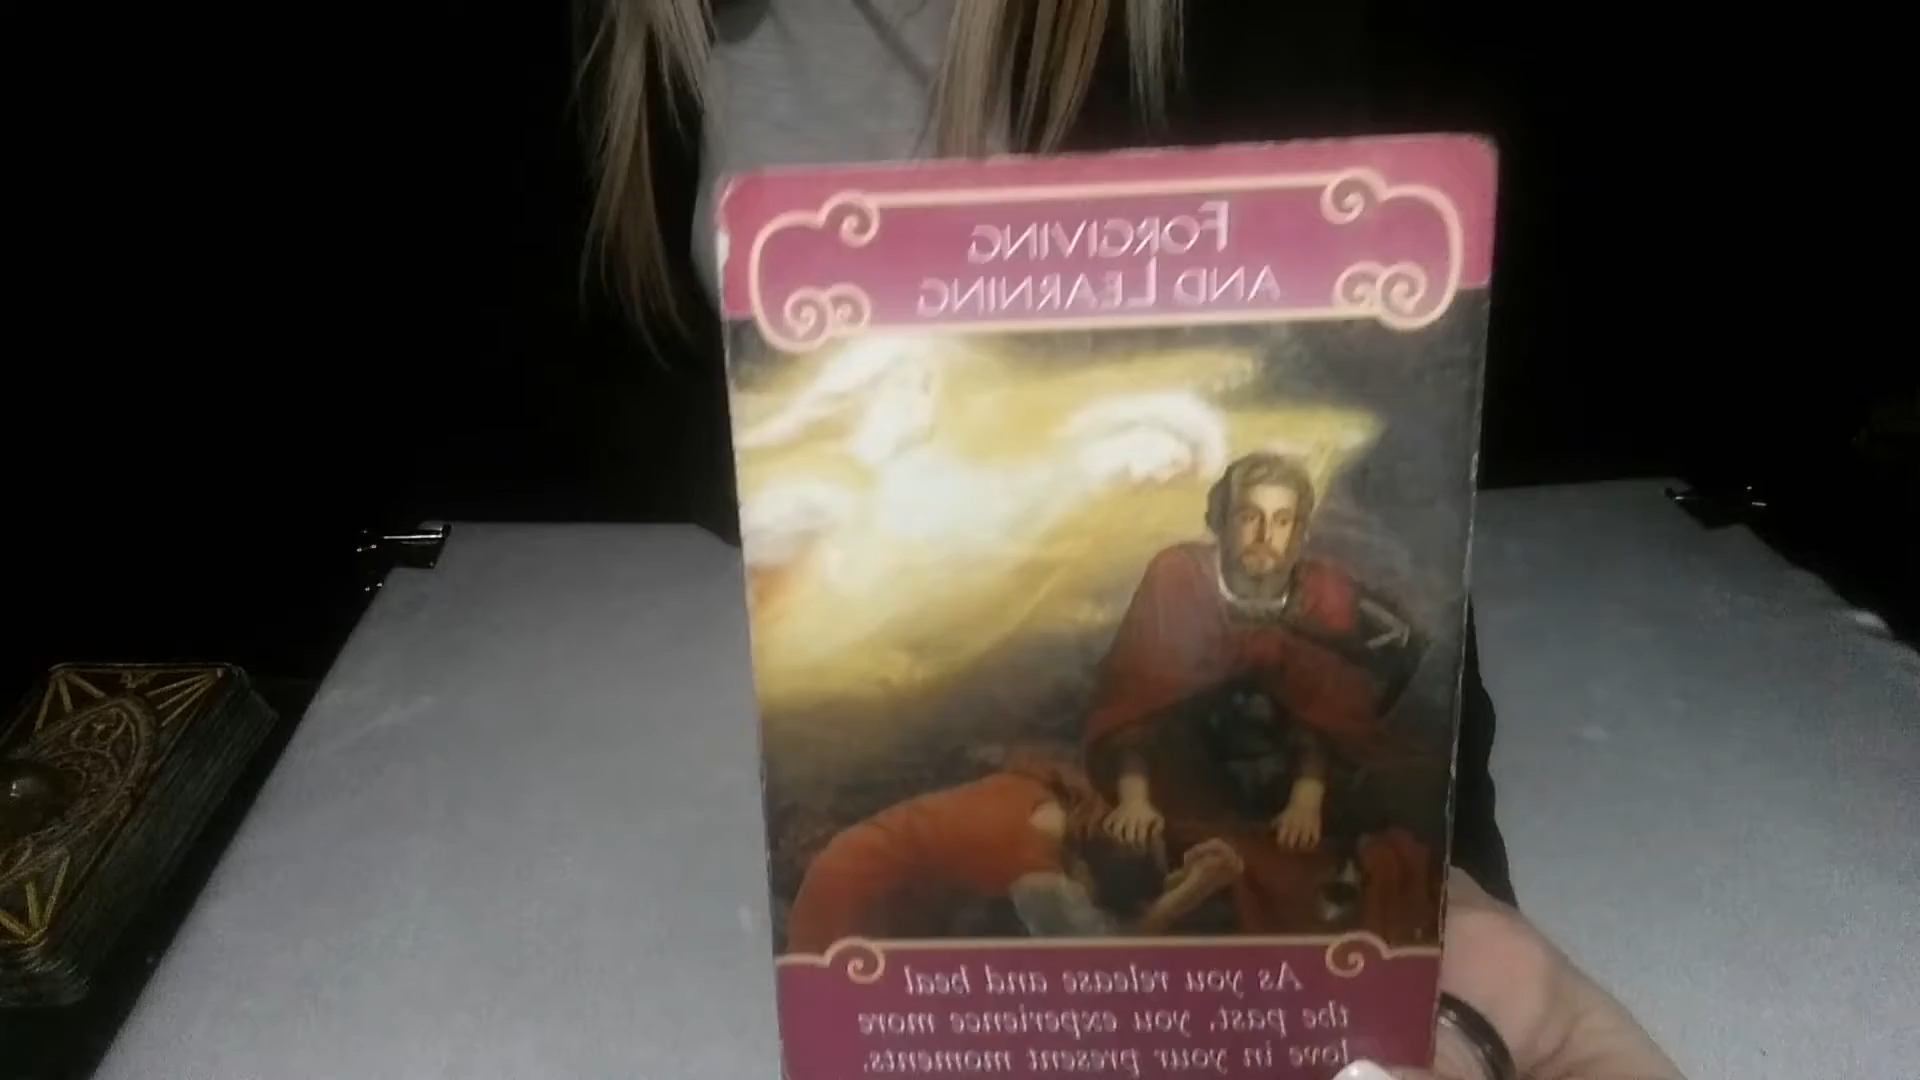 FORGIVING
AND LEARNING
As you release and heal
the past, you experience more
love in your present moments.